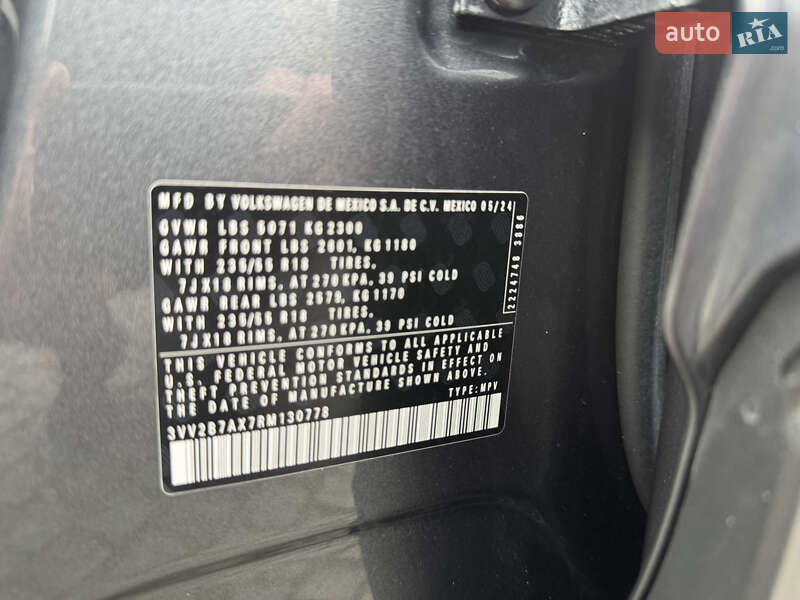 auto RIA
.com
MFD BY VOLKSWAGEN DE MEXICO S.A. DE C.V. MEXICO 05/24
GVWR LBS 5071 KG 2300
GAWR FRONT LBS 2601, KG 1180
WITH 235/55 R18 TIRES,
7JX18 RIMS, AT 270 KPA, 39 PSI COLD
GAWR REAR LBS 2579, KG 1170
WITH 235/55 R18 TIRES,
7JX18 RIMS, AT 270 KPA, 39 PSI COLD
2224748 3886
THIS VEHICLE CONFORMS TO ALL APPLICABLE
U.S. FEDERAL MOTOR VEHICLE SAFETY AND
THEFT PREVENTION STANDARDS IN EFFECT ON
THE DATE OF MANUFACTURE SHOWN ABOVE.
TYPE: MPV
3VV2B7AX7RM130778